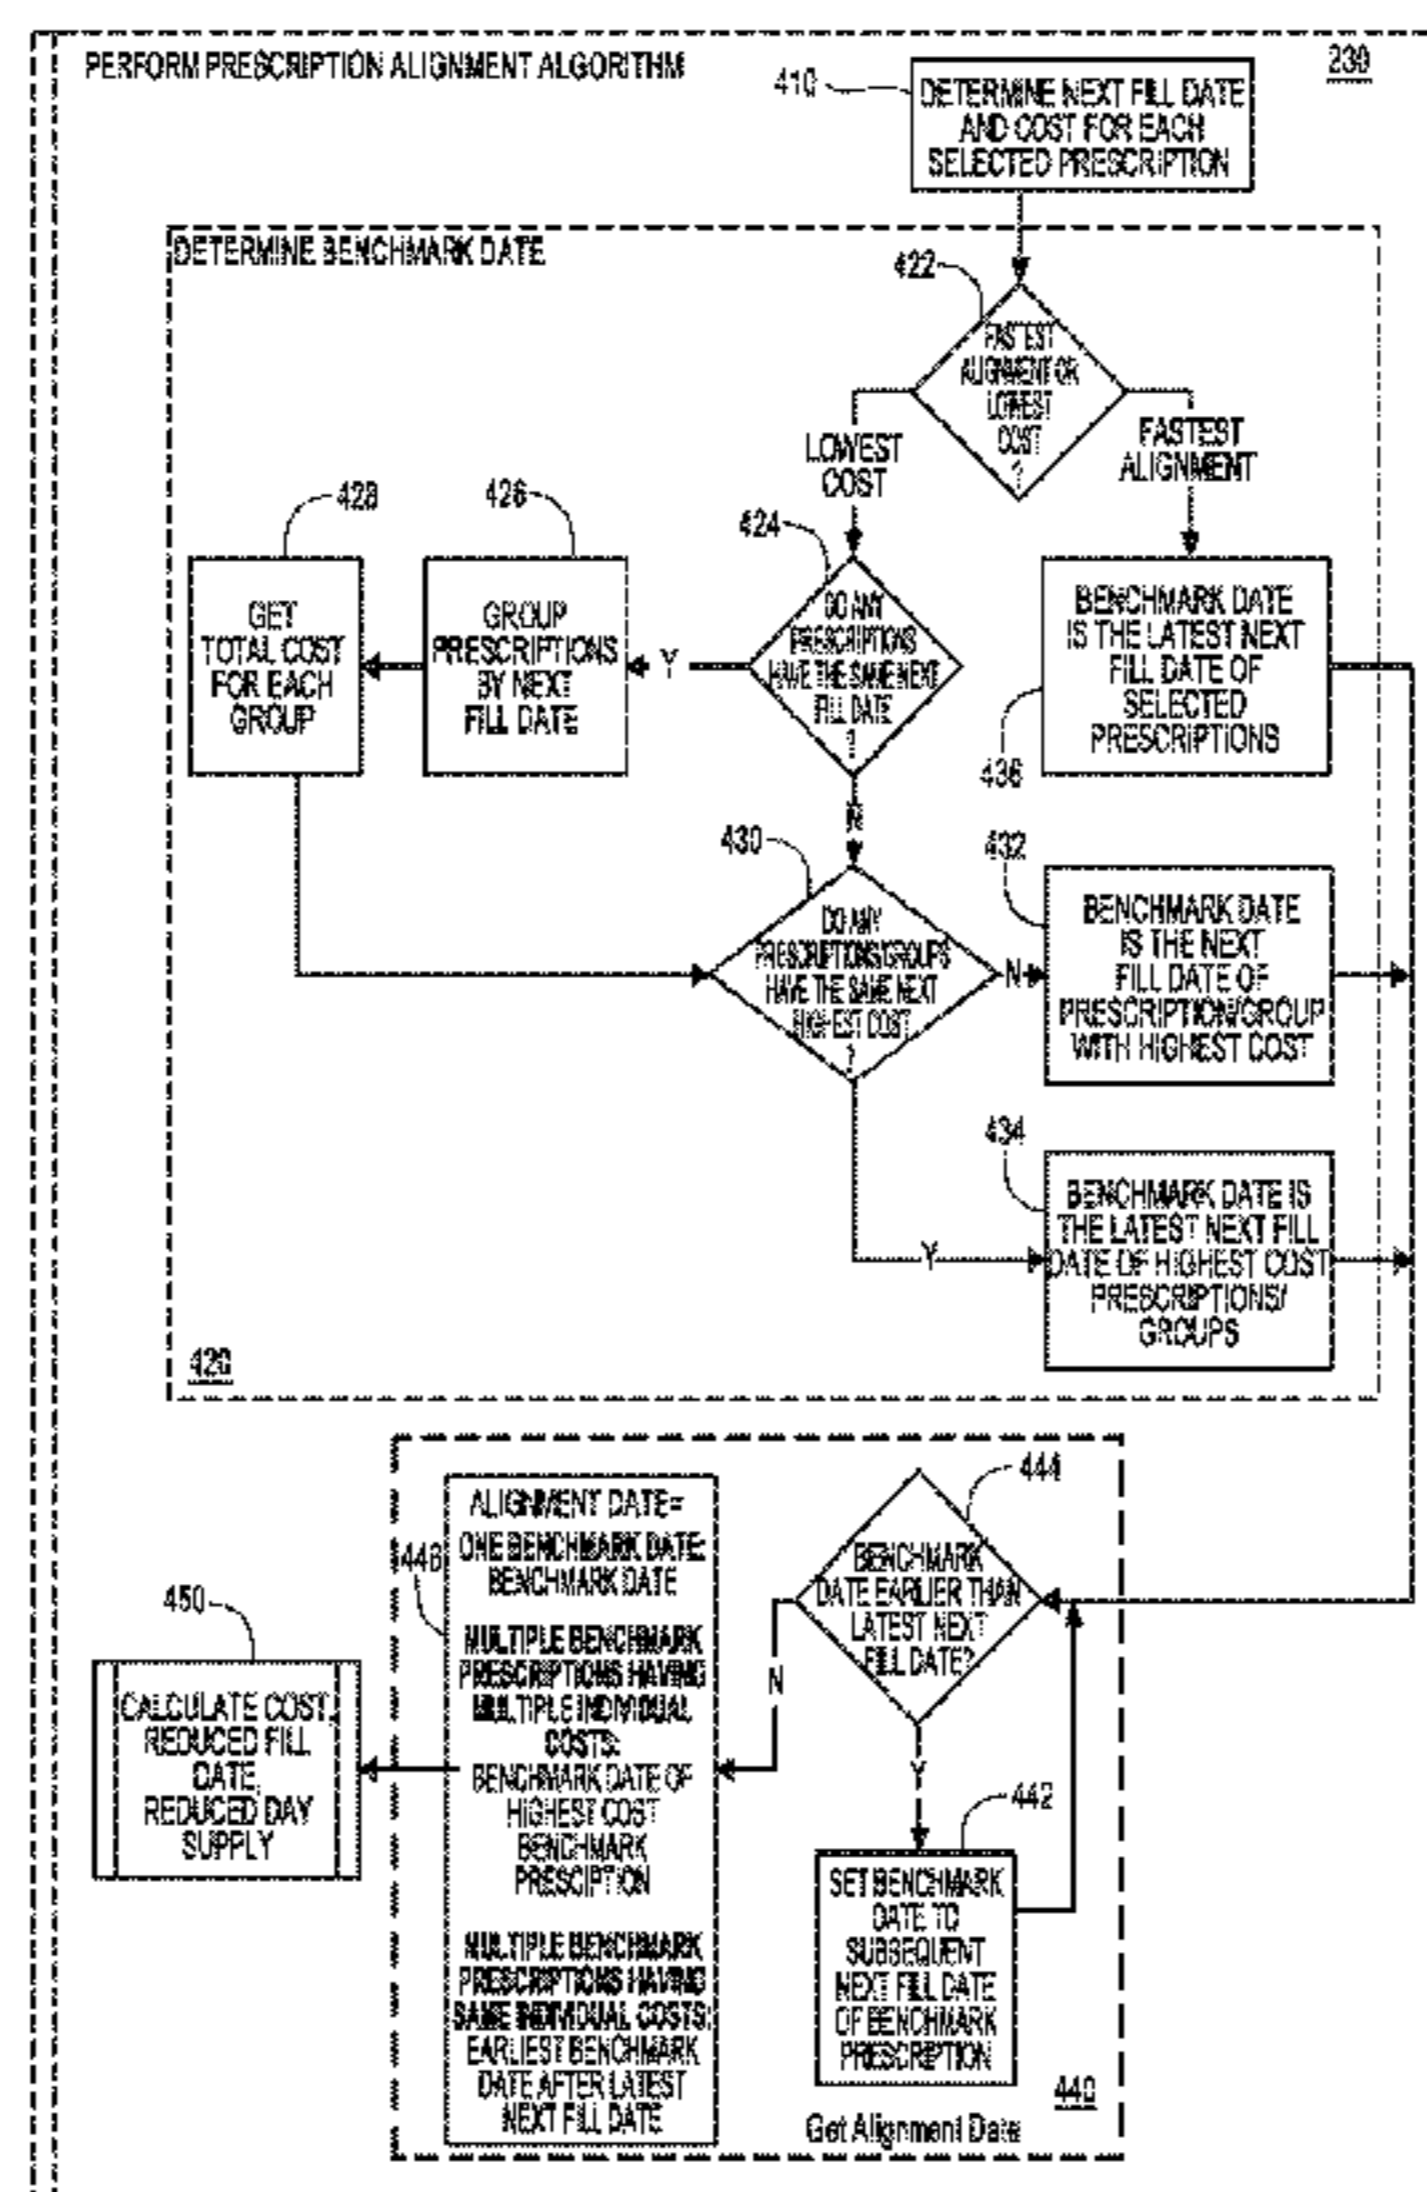 PERFORM PRESCRIPTION ALIGNMENT ALGORITHM
230
410
DETERMINE NEXT FILL DATE
AND COST FOR EACH
SELECTED PRESCRIPTION
DETERMINE BENCHMARK DATE
422
FASTEST
ALIGNMENT OR
LOWEST
COST
?
LOWEST
COST
FASTEST
ALIGNMENT
428
426
424
GET
TOTAL COST
FOR EACH
GROUP
GROUP
PRESCRIPTIONS
BY NEXT
FILL DATE
Y
DO ANY
PRESCRIPTIONS
HAVE THE SAME NEXT
FILL DATE
?
BENCHMARK DATE
IS THE LATEST NEXT
FILL DATE OF
SELECTED
PRESCRIPTIONS
436
N
430
432
DO ANY
PRESCRIPTIONS/GROUPS
HAVE THE SAME NEXT
HIGHEST COST
?
N
BENCHMARK DATE
IS THE NEXT
FILL DATE OF
PRESCRIPTION/GROUP
WITH HIGHEST COST
434
Y
BENCHMARK DATE IS
THE LATEST NEXT FILL
DATE OF HIGHEST COST
PRESCRIPTIONS/
GROUPS
420
444
BENCHMARK
DATE EARLIER THAN
LATEST NEXT
FILL DATE?
N
Y
442
SET BENCHMARK
DATE TO
SUBSEQUENT
NEXT FILL DATE
OF BENCHMARK
PRESCRIPTION
440
Get Alignment Date
446
ALIGNMENT DATE=
ONE BENCHMARK DATE:
BENCHMARK DATE
MULTIPLE BENCHMARK
PRESCRIPTIONS HAVING
MULTIPLE INDIVIDUAL
COSTS:
BENCHMARK DATE OF
HIGHEST COST
BENCHMARK
PRESCIPTION
MULTIPLE BENCHMARK
PRESCRIPTIONS HAVING
SAME INDIVIDUAL COSTS:
EARLIEST BENCHMARK
DATE AFTER LATEST
NEXT FILL DATE
450
CALCULATE COST,
REDUCED FILL
DATE,
REDUCED DAY
SUPPLY